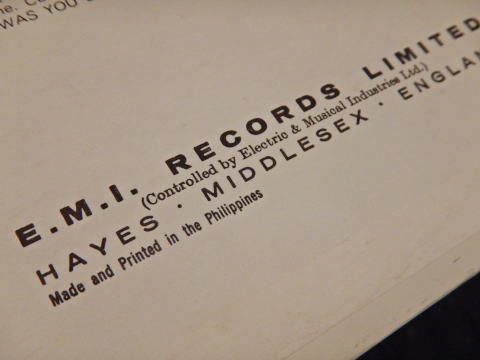 WAS YOU
E.M.I. RECORDS LIMITED
(Controlled by Electric & Musical Industries Ltd.)
HAYES · MIDDLESEX · ENGLAN
Made and Printed in the Philippines